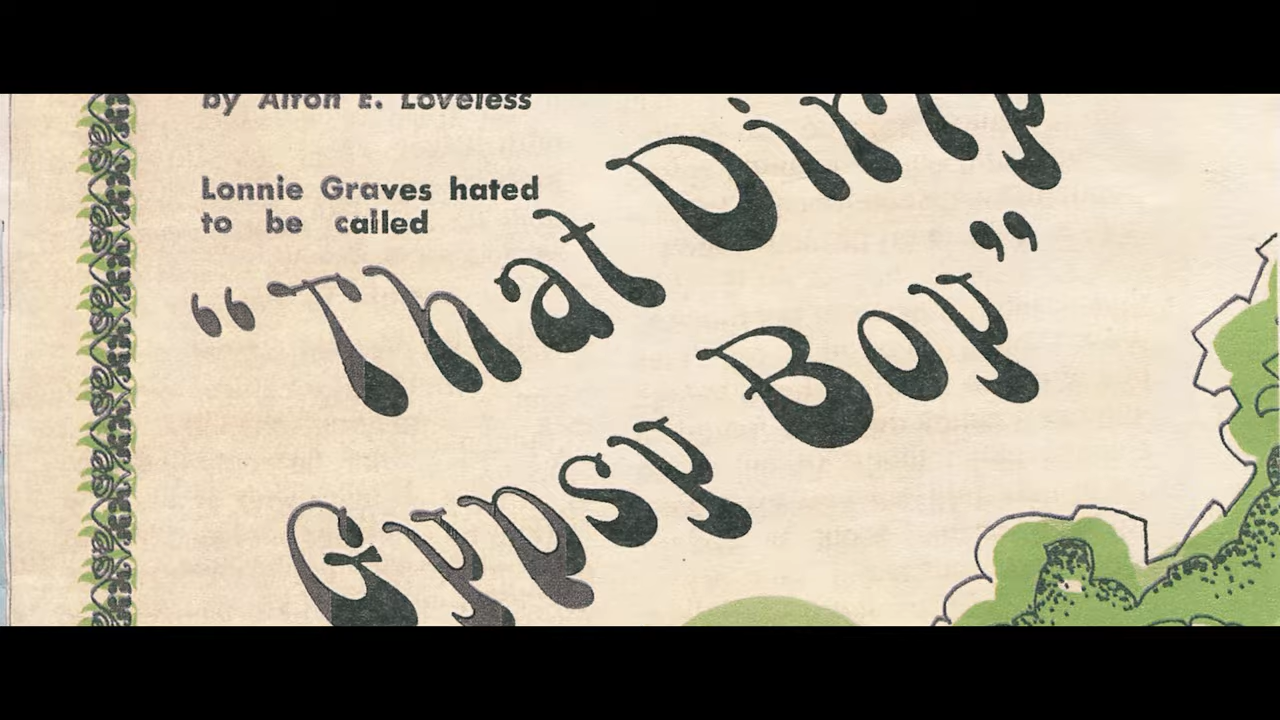 by Alton E. Loveless
Lonnie Graves hated
to be called
“That Dirty
Gypsy Boy”